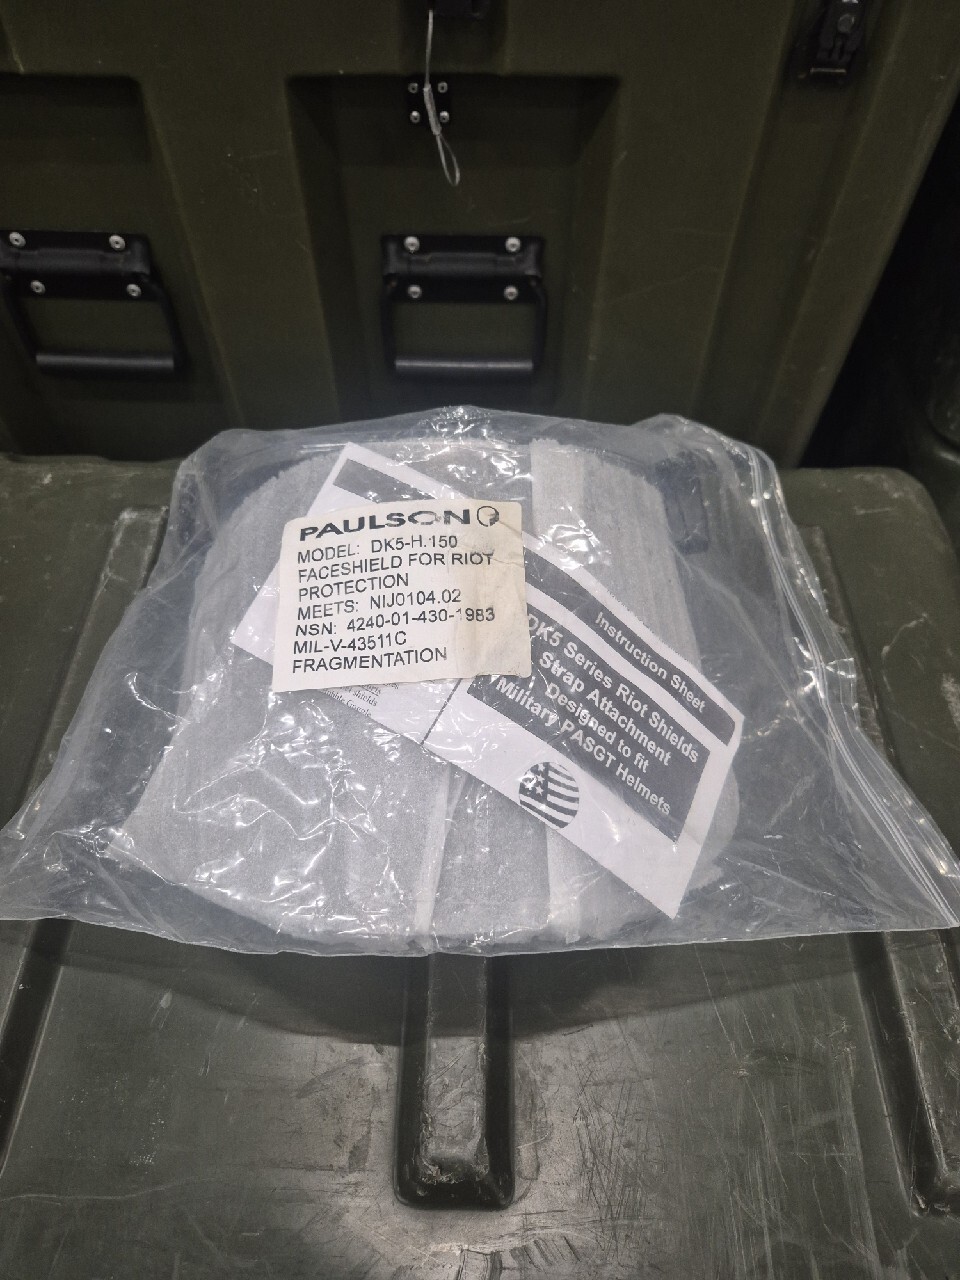 PAULSON
MODEL: DK5-H.150
FACESHIELD FOR RIOT
PROTECTION
MEETS: NIJ0104.02
NSN: 4240-01-430-1983
MIL-V-43511C
FRAGMENTATION
Instruction Sheet
DK5 Series Riot Shields
Strap Attachment
Designed to fit
Military PASGT Helmets
shields